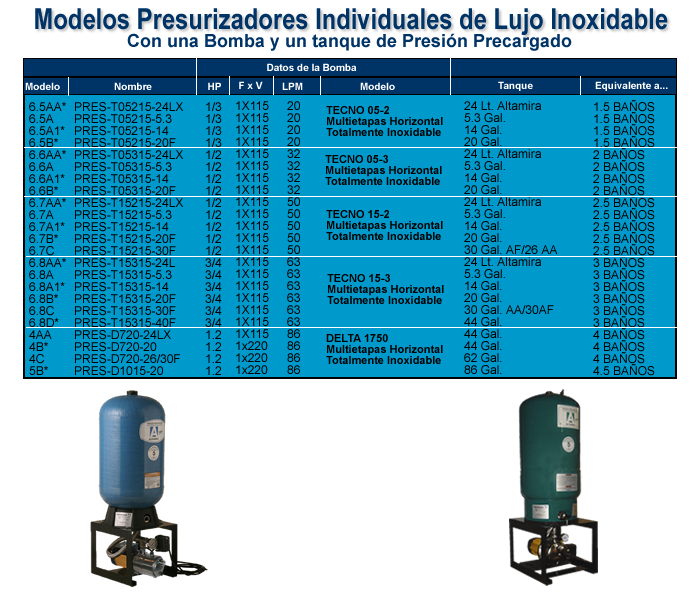 Modelos Presurizadores Individuales de Lujo Inoxidable
Con una Bomba y un tanque de Presión Precargado
Datos de la Bomba
Modelo Nombre HP F x V LPM Modelo Tanque Equivalente a...
6.5AA* PRES-T05215-24LX 1/3 1X115 20 24 Lt. Altamira 1.5 BAÑOS
6.5A PRES-T05215-5.3 1/3 1X115 20 TECNO 05-2 5.3 Gal. 1.5 BAÑOS
6.5A1* PRES-T05215-14 1/3 1X115 20 Multietapas Horizontal 14 Gal. 1.5 BAÑOS
6.5B* PRES-T05215-20F 1/3 1X115 20 Totalmente Inoxidable 20 Gal. 1.5 BAÑOS
6.6AA* PRES-T05315-24LX 1/2 1X115 32 TECNO 05-3 24 Lt. Altamira 2 BAÑOS
6.6A PRES-T05315-5.3 1/2 1X115 32 Multietapas Horizontal 5.3 Gal. 2 BAÑOS
6.6A1* PRES-T05315-14 1/2 1X115 32 Totalmente Inoxidable 14 Gal. 2 BAÑOS
6.6B* PRES-T05315-20F 1/2 1X115 32 20 Gal. 2 BAÑOS
6.7AA* PRES-T15215-24LX 1/2 1X115 50 24 Lt. Altamira 2.5 BAÑOS
6.7A PRES-T15215-5.3 1/2 1X115 50 TECNO 15-2 5.3 Gal. 2.5 BAÑOS
6.7A1* PRES-T15215-14 1/2 1X115 50 Multietapas Horizontal 14 Gal. 2.5 BAÑOS
6.7B* PRES-T15215-20F 1/2 1X115 50 Totalmente Inoxidable 20 Gal. 2.5 BAÑOS
6.7C PRES-T15215-30F 1/2 1X115 50 30 Gal. AF/26 AA 2.5 BAÑOS
6.8AA* PRES-T15315-24L 3/4 1X115 63 24 Lt. Altamira 3 BAÑOS
6.8A PRES-T15315-5.3 3/4 1X115 63 TECNO 15-3 5.3 Gal. 3 BAÑOS
6.8A1* PRES-T15315-14 3/4 1X115 63 Multietapas Horizontal 14 Gal. 3 BAÑOS
6.8B* PRES-T15315-20F 3/4 1X115 63 Totalmente Inoxidable 20 Gal. 3 BAÑOS
6.8C PRES-T15315-30F 3/4 1X115 63 30 Gal. AA/30AF 3 BAÑOS
6.8D* PRES-T15315-40F 3/4 1X115 63 44 Gal. 3 BAÑOS
4AA PRES-D720-24LX 1.2 1X115 86 DELTA 1750 44 Gal. 4 BAÑOS
4B* PRES-D720-20 1.2 1x220 86 Multietapas Horizontal 44 Gal. 4 BAÑOS
4C PRES-D720-26/30F 1.2 1x220 86 Totalmente Inoxidable 62 Gal. 4 BAÑOS
5B* PRES-D1015-20 1.2 1x220 86 86 Gal. 4.5 BAÑOS